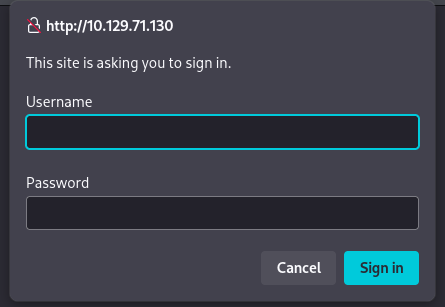 http://10.129.71.130
This site is asking you to sign in.
Username
Password
Cancel
Sign in